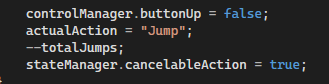 controlManager.buttonUp = false;
actualAction = "Jump";
--totalJumps;
stateManager.cancelableAction = true;